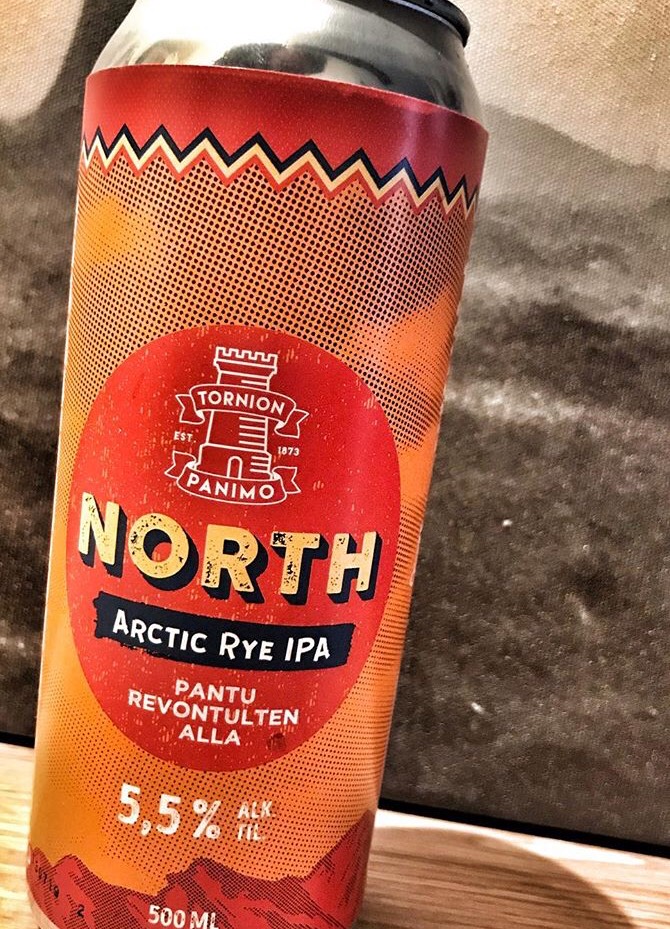 TORNION
EST. 1873
PANIMO
NORTH
ARCTIC RYE IPA
PANTU
REVONTULTEN
ALLA
5,5% ALK
TIL
500 ML